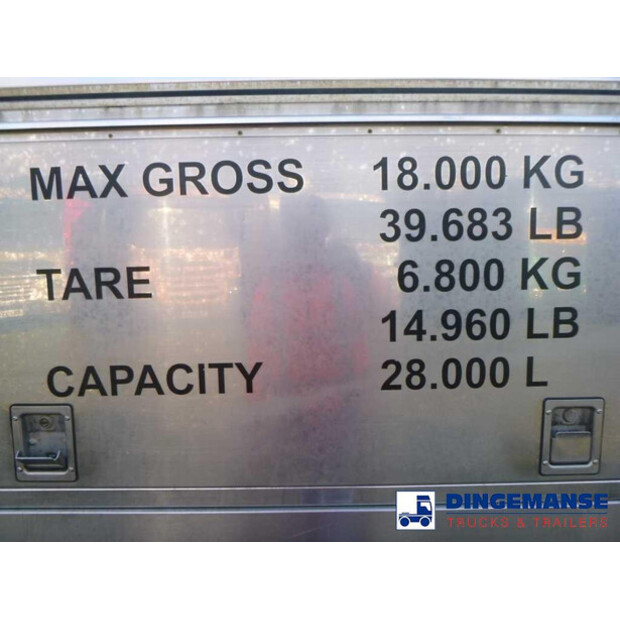 MAX GROSS 18.000 KG
39.683 LB
TARE 6.800 KG
14.960 LB
CAPACITY 28.000 L
DINGEMANSE
TRUCKS & TRAILERS